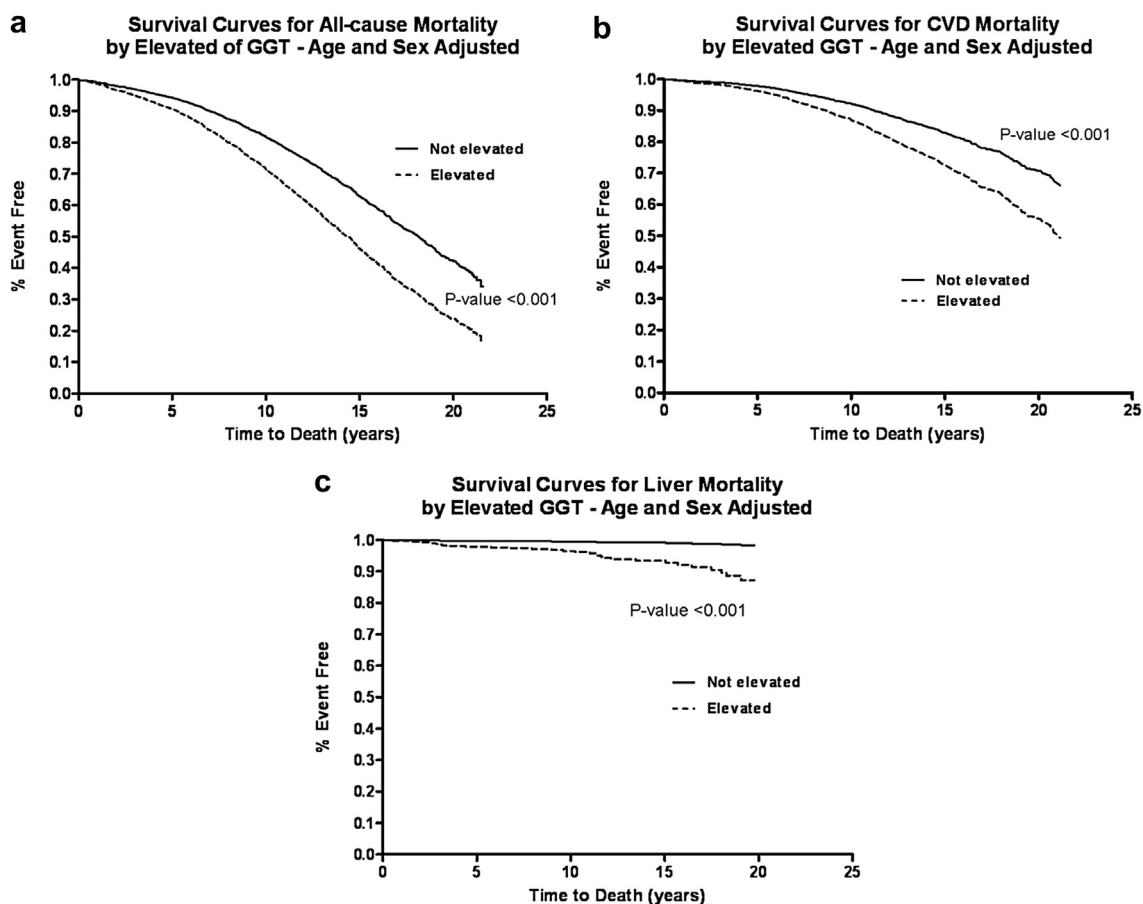 a
Survival Curves for All-cause Mortality
by Elevated of GGT - Age and Sex Adjusted
1.0
0.9
0.8
0.7
0.6
0.5
0.4
0.3
0.2
0.1
0.0
% Event Free
Not elevated
Elevated
P-value <0.001
0 5 10 15 20 25
Time to Death (years)
b
Survival Curves for CVD Mortality
by Elevated GGT - Age and Sex Adjusted
1.0
0.9
0.8
0.7
0.6
0.5
0.4
0.3
0.2
0.1
0.0
% Event Free
P-value <0.001
Not elevated
Elevated
0 5 10 15 20 25
Time to Death (years)
c
Survival Curves for Liver Mortality
by Elevated GGT - Age and Sex Adjusted
1.0
0.9
0.8
0.7
0.6
0.5
0.4
0.3
0.2
0.1
0.0
% Event Free
P-value <0.001
Not elevated
Elevated
0 5 10 15 20 25
Time to Death (years)